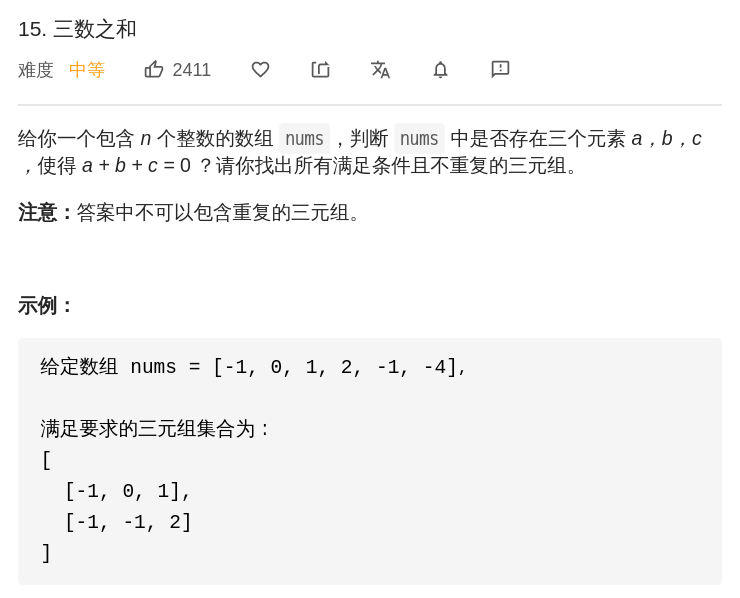 15. 三数之和
难度 中等 2411
给你一个包含 n 个整数的数组 nums，判断 nums 中是否存在三个元素 a，b，c
，使得 a + b + c = 0 ？请你找出所有满足条件且不重复的三元组。
注意：答案中不可以包含重复的三元组。
示例：
给定数组 nums = [-1, 0, 1, 2, -1, -4]，
满足要求的三元组集合为：
[
  [-1, 0, 1],
  [-1, -1, 2]
]